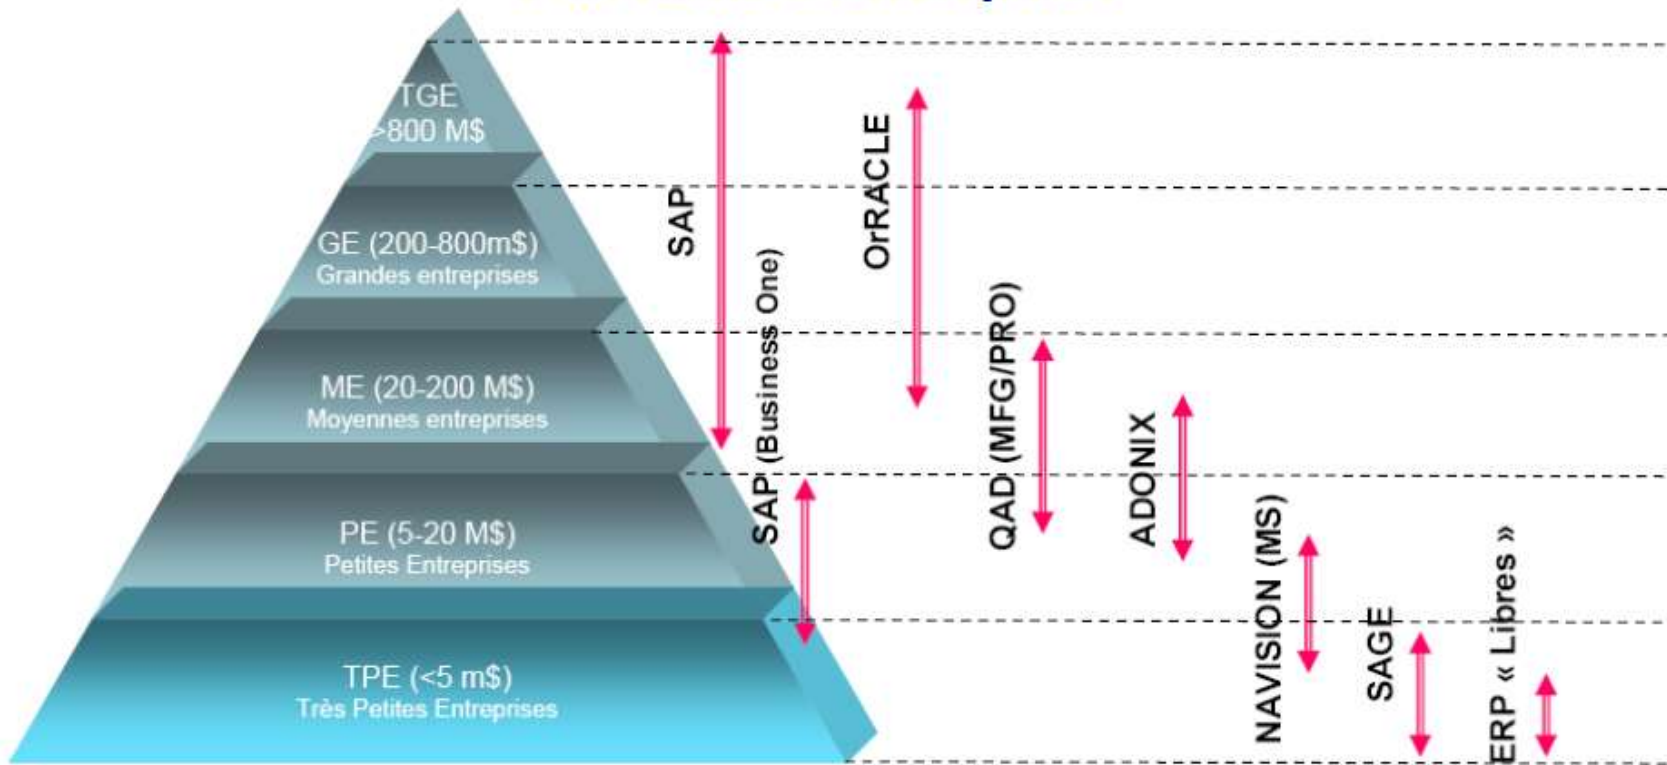 TGE
>800 M$
GE (200-800m$)
Grandes entreprises
ME (20-200 M$)
Moyennes entreprises
PE (5-20 M$)
Petites Entreprises
TPE (<5 m$)
Très Petites Entreprises
SAP
SAP (Business One)
OrRACLE
QAD (MFG/PRO)
ADONIX
NAVISION (MS)
SAGE
ERP « Libres »